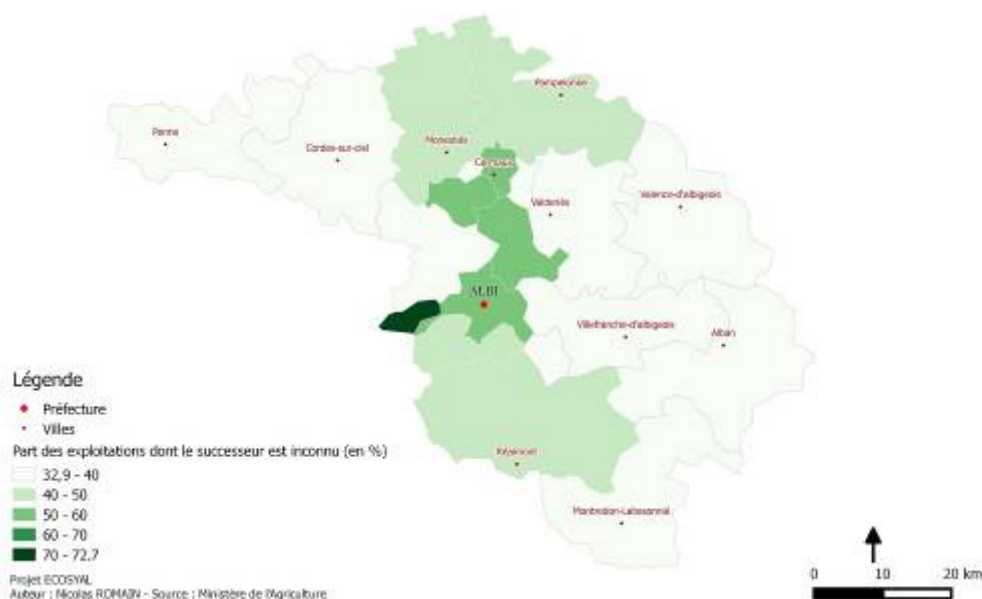 Pampelonne
Penne
Monestiés
Cordes-sur-ciel
Carmaux
Valence-d'albigeois
Valderiès
ALBI
Villefranche-d'albigeois
Alban
Légende
Préfecture
Villes
Part des exploitations dont le successeur est inconnu (en %)
32,9 - 40
40 - 50
50 - 60
60 - 70
70 - 72.7
Réalmont
Montredon-Labessonnié
0 10 20 km
Projet ECOSYAL
Auteur : Nicolas ROMAIN - Source : Ministère de l'Agriculture